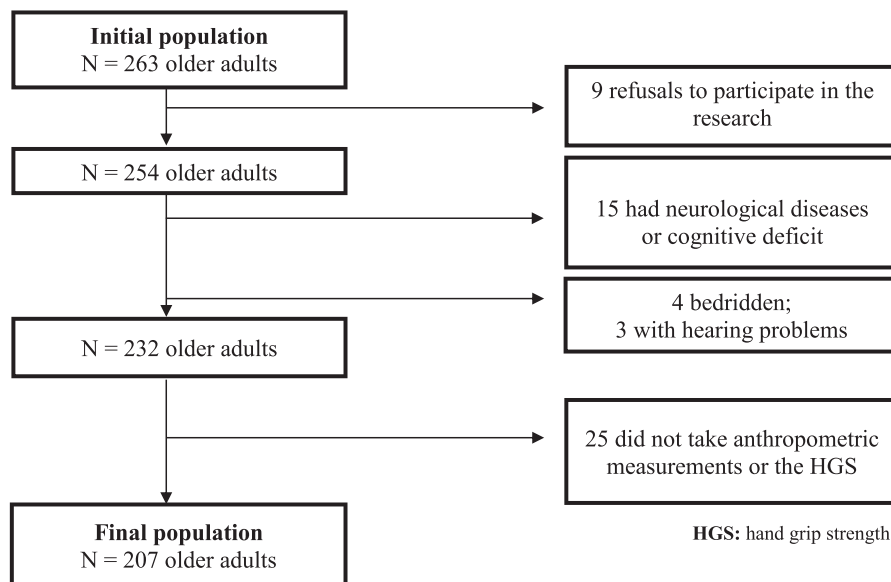 Initial population
N = 263 older adults
9 refusals to participate in the
research
N = 254 older adults
15 had neurological diseases
or cognitive deficit
4 bedridden;
3 with hearing problems
N = 232 older adults
25 did not take anthropometric
measurements or the HGS
Final population
N = 207 older adults
HGS: hand grip strength